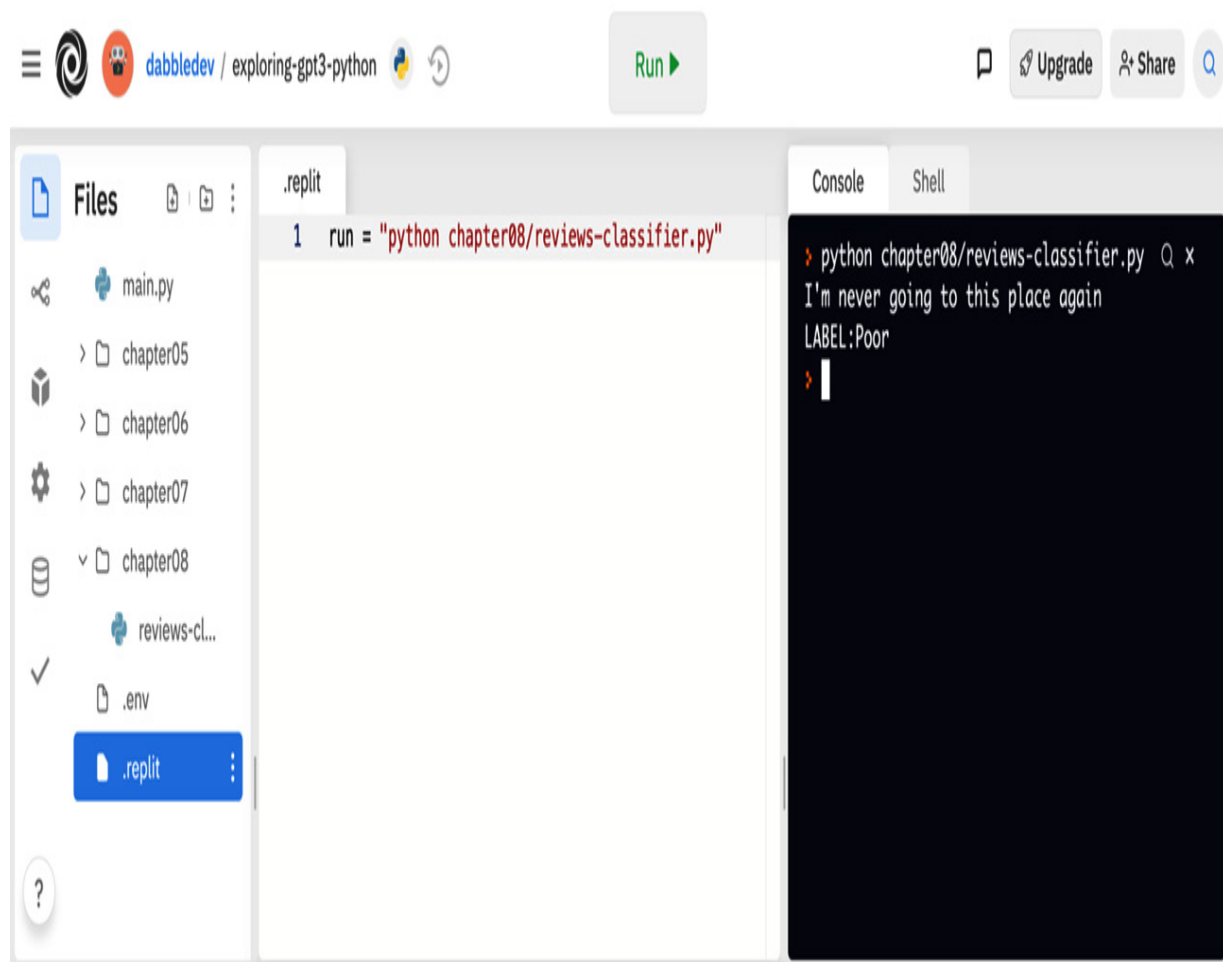 dabbledev / exploring-gpt3-python
Run
Upgrade
Share
Files
main.py
chapter05
chapter06
chapter07
chapter08
reviews-cl...
.env
.replit
?
.replit
1 run = "python chapter08/reviews-classifier.py"
Console Shell
> python chapter08/reviews-classifier.py
I'm never going to this place again
LABEL:Poor
>